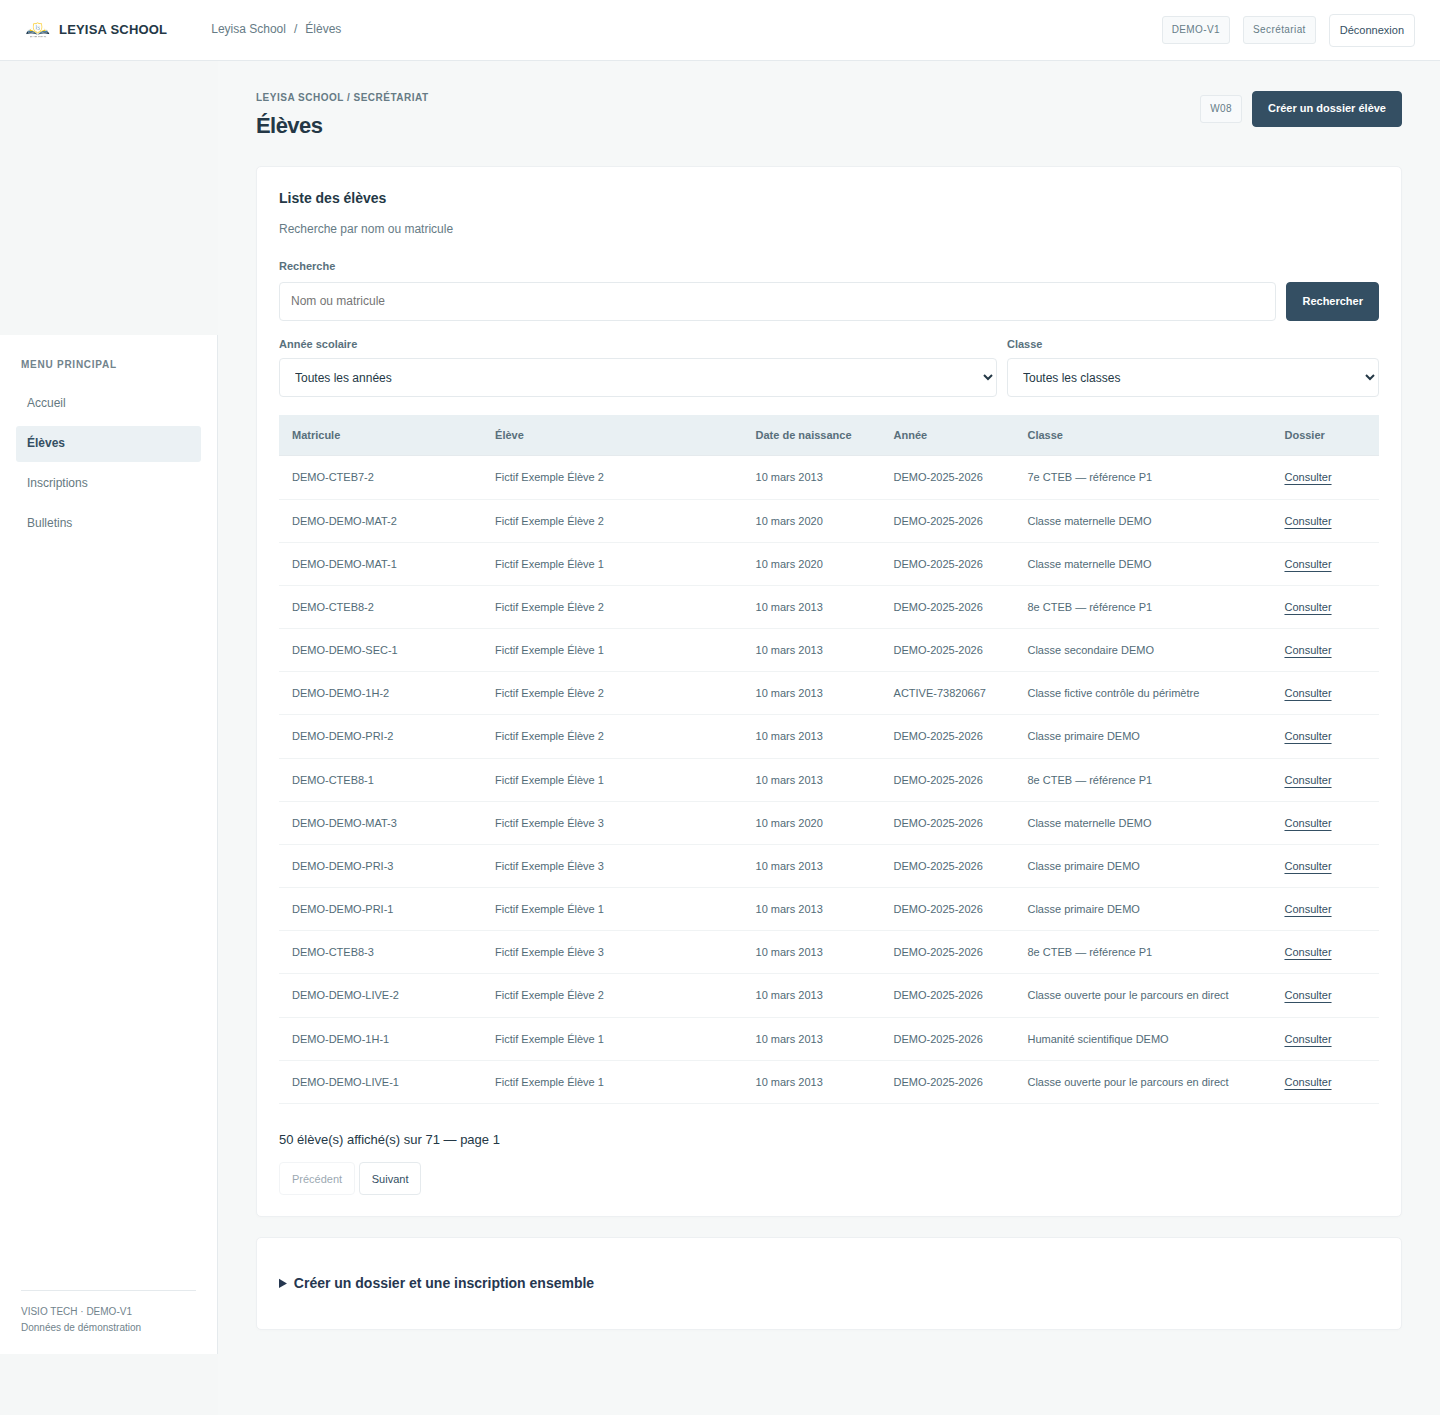 LEYISA SCHOOL
Leyisa School / Élèves
DEMO-V1
Secrétariat
Déconnexion
MENU PRINCIPAL
Accueil
Élèves
Inscriptions
Bulletins
VISIO TECH · DEMO-V1
Données de démonstration
LEYISA SCHOOL / SECRÉTARIAT
Élèves
W08
Créer un dossier élève
Liste des élèves
Recherche par nom ou matricule
Recherche
Nom ou matricule
Rechercher
Année scolaire
Classe
Toutes les années
Toutes les classes
Matricule Élève Date de naissance Année Classe Dossier
DEMO-CTEB7-2 Fictif Exemple Élève 2 10 mars 2013 DEMO-2025-2026 7e CTEB — référence P1 Consulter
DEMO-DEMO-MAT-2 Fictif Exemple Élève 2 10 mars 2020 DEMO-2025-2026 Classe maternelle DEMO Consulter
DEMO-DEMO-MAT-1 Fictif Exemple Élève 1 10 mars 2020 DEMO-2025-2026 Classe maternelle DEMO Consulter
DEMO-CTEB8-2 Fictif Exemple Élève 2 10 mars 2013 DEMO-2025-2026 8e CTEB — référence P1 Consulter
DEMO-DEMO-SEC-1 Fictif Exemple Élève 1 10 mars 2013 DEMO-2025-2026 Classe secondaire DEMO Consulter
DEMO-DEMO-1H-2 Fictif Exemple Élève 2 10 mars 2013 ACTIVE-73820667 Classe fictive contrôle du périmètre Consulter
DEMO-DEMO-PRI-2 Fictif Exemple Élève 2 10 mars 2013 DEMO-2025-2026 Classe primaire DEMO Consulter
DEMO-CTEB8-1 Fictif Exemple Élève 1 10 mars 2013 DEMO-2025-2026 8e CTEB — référence P1 Consulter
DEMO-DEMO-MAT-3 Fictif Exemple Élève 3 10 mars 2020 DEMO-2025-2026 Classe maternelle DEMO Consulter
DEMO-DEMO-PRI-3 Fictif Exemple Élève 3 10 mars 2013 DEMO-2025-2026 Classe primaire DEMO Consulter
DEMO-DEMO-PRI-1 Fictif Exemple Élève 1 10 mars 2013 DEMO-2025-2026 Classe primaire DEMO Consulter
DEMO-CTEB8-3 Fictif Exemple Élève 3 10 mars 2013 DEMO-2025-2026 8e CTEB — référence P1 Consulter
DEMO-DEMO-LIVE-2 Fictif Exemple Élève 2 10 mars 2013 DEMO-2025-2026 Classe ouverte pour le parcours en direct Consulter
DEMO-DEMO-1H-1 Fictif Exemple Élève 1 10 mars 2013 DEMO-2025-2026 Humanité scientifique DEMO Consulter
DEMO-DEMO-LIVE-1 Fictif Exemple Élève 1 10 mars 2013 DEMO-2025-2026 Classe ouverte pour le parcours en direct Consulter
50 élève(s) affiché(s) sur 71 — page 1
Précédent
Suivant
Créer un dossier et une inscription ensemble